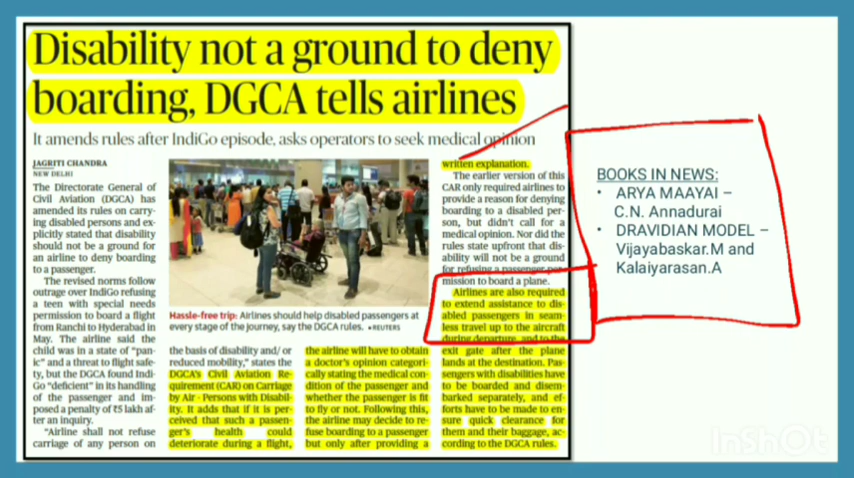 Disability not a ground to deny
boarding, DGCA tells airlines
It amends rules after IndiGo episode, asks operators to seek medical opinion
JAGRITI CHANDRA
NEW DELHI
The Directorate General of
Civil Aviation (DGCA) has
amended its rules on carry-
ing disabled persons and ex-
plicitly stated that disability
should not be a ground for
an airline to deny boarding
to a passenger.
The revised norms follow
outrage over IndiGo refusing
a teen with special needs
permission to board a flight
from Ranchi to Hyderabad in
May. The airline said the
child was in a state of “pan-
ic” and a threat to flight safe-
ty, but the DGCA found Indi-
Go “deficient” in its handling
of the passenger and im-
posed a penalty of ₹5 lakh af-
ter an inquiry.
“Airline shall not refuse
carriage of any person on
Hassle-free trip: Airlines should help disabled passengers at
every stage of the journey, say the DGCA rules. •REUTERS
the basis of disability and/ or
reduced mobility,” states the
DGCA’s Civil Aviation Re-
quirement (CAR) on Carriage
by Air - Persons with Disabil-
ity. It adds that if it is per-
ceived that such a passen-
ger’s health could
deteriorate during a flight,
the airline will have to obtain
a doctor’s opinion categori-
cally stating the medical con-
dition of the passenger and
whether the passenger is fit
to fly or not. Following this,
the airline may decide to re-
fuse boarding to a passenger
but only after providing a
written explanation.
The earlier version of this
CAR only required airlines to
provide a reason for denying
boarding to a disabled per-
son, but didn’t call for a
medical opinion. Nor did the
rules state upfront that dis-
ability will not be a ground
for refusing a passenger per-
mission to board a plane.
Airlines are also required
to extend assistance to dis-
abled passengers in seam-
less travel up to the aircraft
during departure, and to the
exit gate after the plane
lands at the destination. Pas-
sengers with disabilities have
to be boarded and disem-
barked separately, and ef-
forts have to be made to en-
sure quick clearance for
them and their baggage, ac-
cording to the DGCA rules.
BOOKS IN NEWS:
• ARYA MAAYAI –
C.N. Annadurai
• DRAVIDIAN MODEL –
Vijayabaskar.M and
Kalaiyarasan.A
InShOt